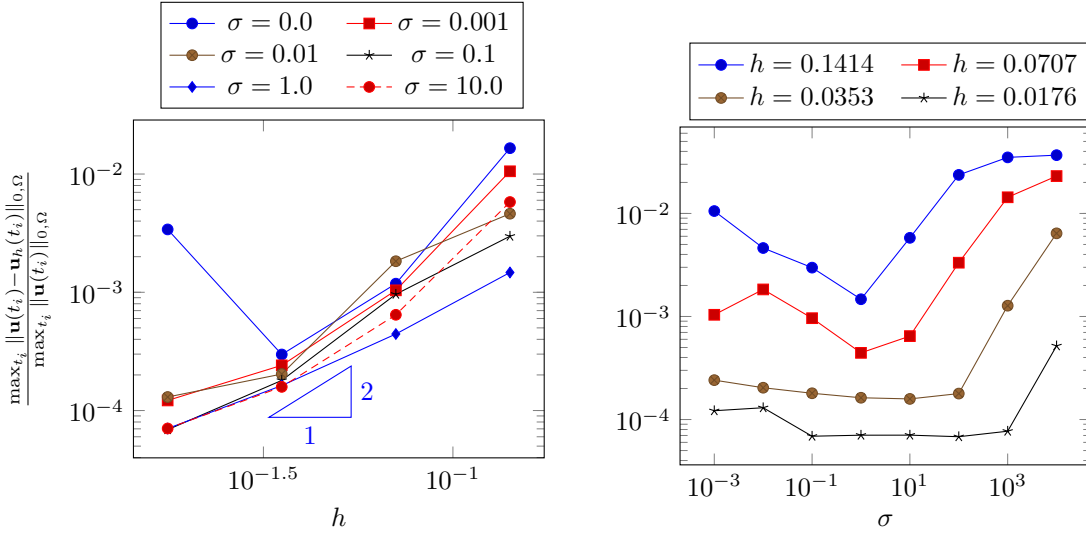 σ = 0.0 σ = 0.001
σ = 0.01 σ = 0.1
σ = 1.0 σ = 10.0
max_{t_i} ||u(t_i)−u_h(t_i)||_{0,Ω}
max_{t_i} ||u(t_i)||_{0,Ω}
10^{−2}
10^{−3}
10^{−4}
2
1
10^{−1.5} 10^{−1}
h
h = 0.1414 h = 0.0707
h = 0.0353 h = 0.0176
10^{−2}
10^{−3}
10^{−4}
10^{−3} 10^{−1} 10^{1} 10^{3}
σ